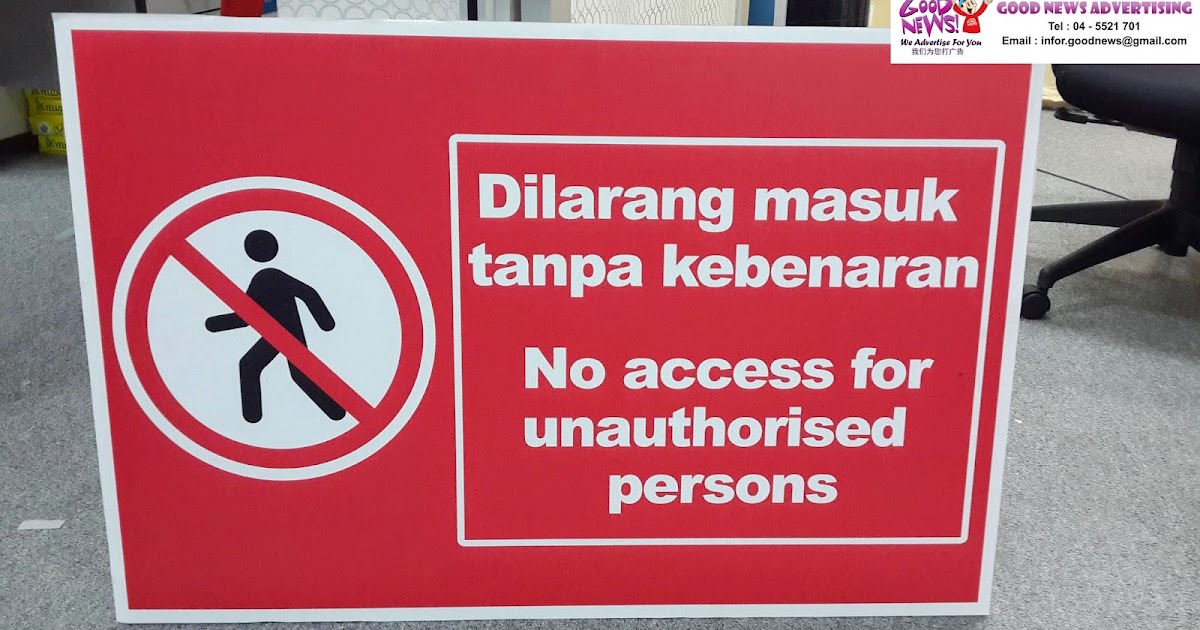 GOOD NEWS!
We Advertise For You
我们为您打广告
GOOD NEWS ADVERTISING
Tel : 04 - 5521 701
Email : infor.goodnews@gmail.com
Dilarang masuk
tanpa kebenaran
No access for
unauthorised
persons